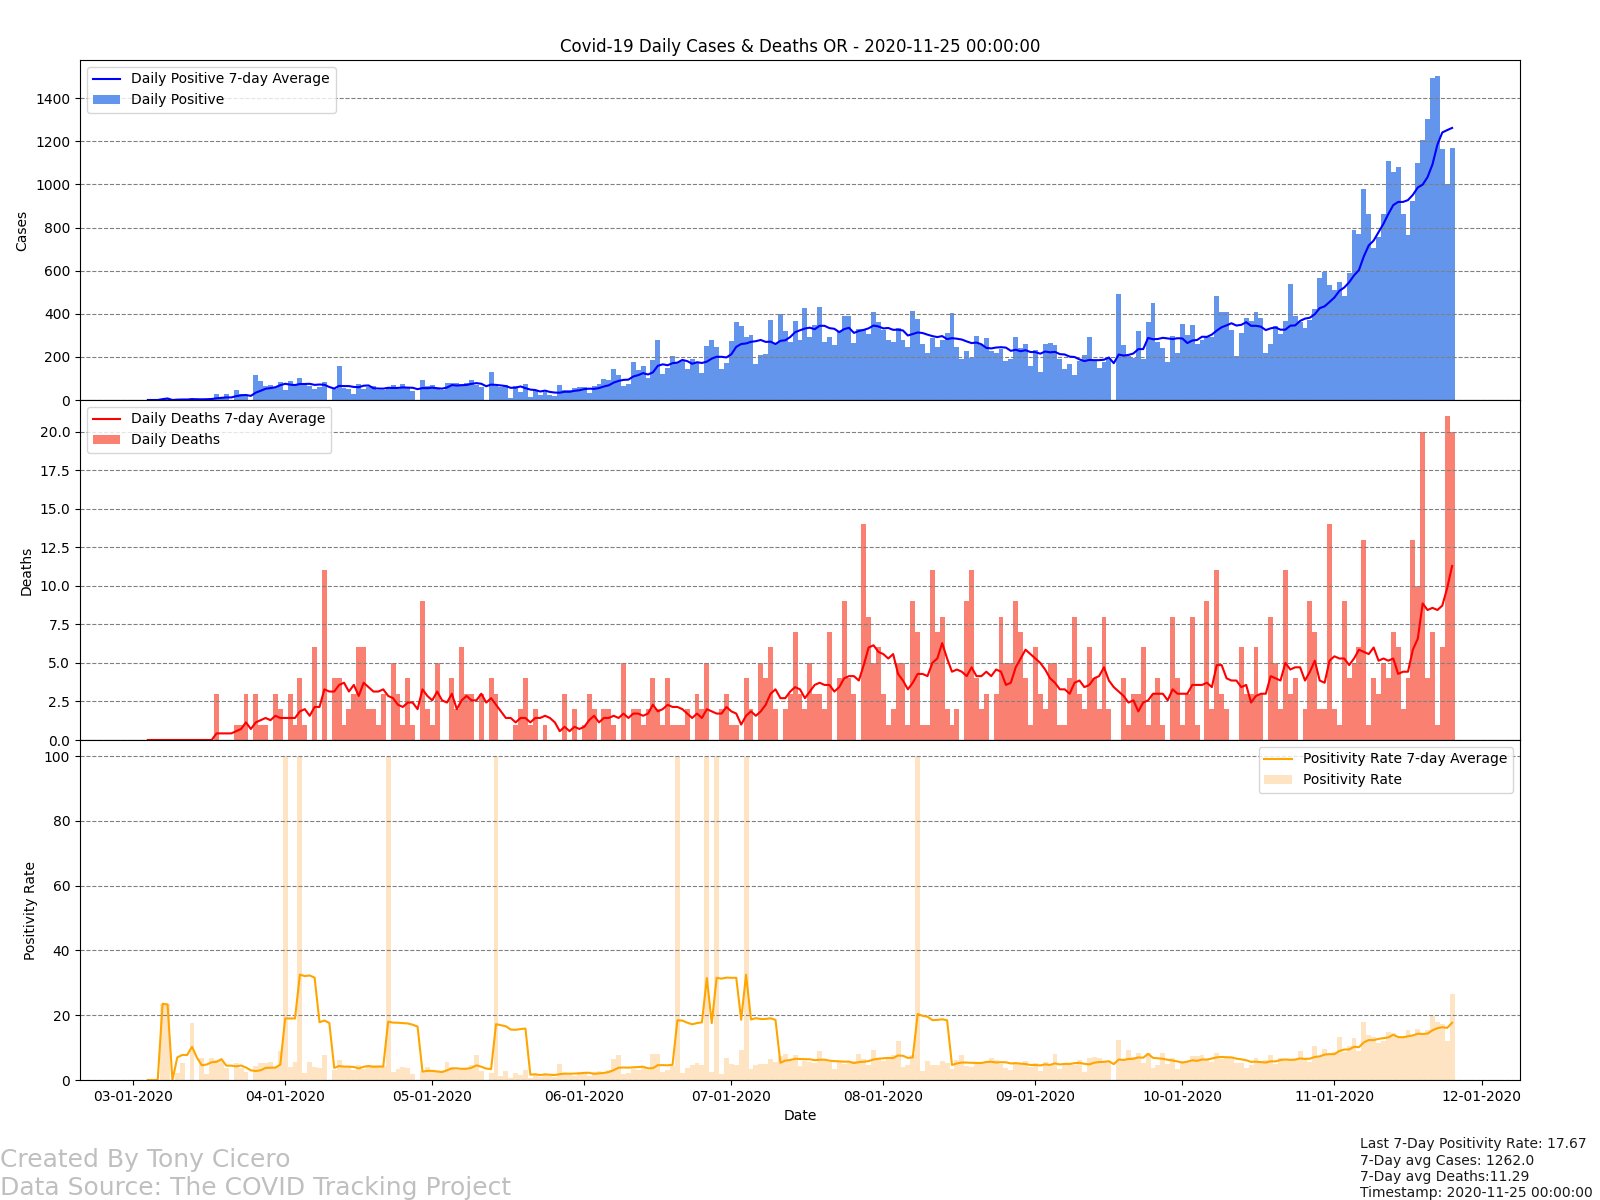 Covid-19 Daily Cases & Deaths OR - 2020-11-25 00:00:00
Daily Positive 7-day Average
Daily Positive
1400
1200
1000
800
600
400
200
0
Cases
Daily Deaths 7-day Average
Daily Deaths
20.0
17.5
15.0
12.5
10.0
7.5
5.0
2.5
0.0
Deaths
Positivity Rate 7-day Average
Positivity Rate
100
80
60
40
20
0
Positivity Rate
03-01-2020 04-01-2020 05-01-2020 06-01-2020 07-01-2020 08-01-2020 09-01-2020 10-01-2020 11-01-2020 12-01-2020
Date
Created By Tony Cicero
Data Source: The COVID Tracking Project
Last 7-Day Positivity Rate: 17.67
7-Day avg Cases: 1262.0
7-Day avg Deaths:11.29
Timestamp: 2020-11-25 00:00:00